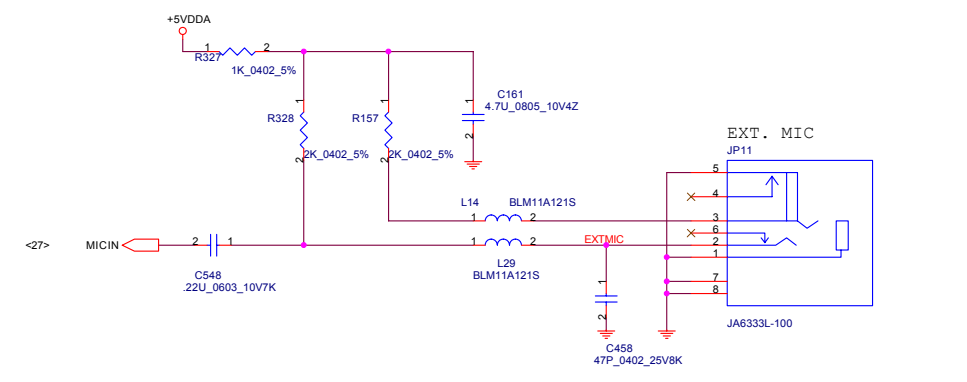 +5VDDA
1
2
R327
1K_0402_5%
1
1
1
C161
4.7U_0805_10V4Z
R328
R157
2
EXT. MIC
JP11
2
2K_0402_5%
2
2K_0402_5%
5
4
L14
BLM11A121S
1
2
3
6
<27>
MICIN
2
1
1
2
EXTMIC
2
1
L29
BLM11A121S
C548
.22U_0603_10V7K
1
7
8
2
JA6333L-100
C458
47P_0402_25V8K